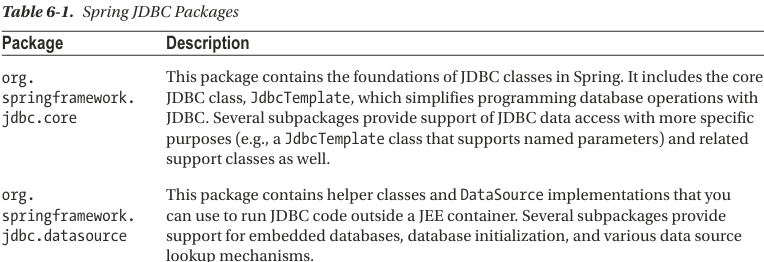 Table 6-1. Spring JDBC Packages
Package Description
org. This package contains the foundations of JDBC classes in Spring. It includes the core
springframework. JDBC class, JdbcTemplate, which simplifies programming database operations with
jdbc.core JDBC. Several subpackages provide support of JDBC data access with more specific
purposes (e.g., a JdbcTemplate class that supports named parameters) and related
support classes as well.
org. This package contains helper classes and DataSource implementations that you
springframework. can use to run JDBC code outside a JEE container. Several subpackages provide
jdbc.datasource support for embedded databases, database initialization, and various data source
lookup mechanisms.